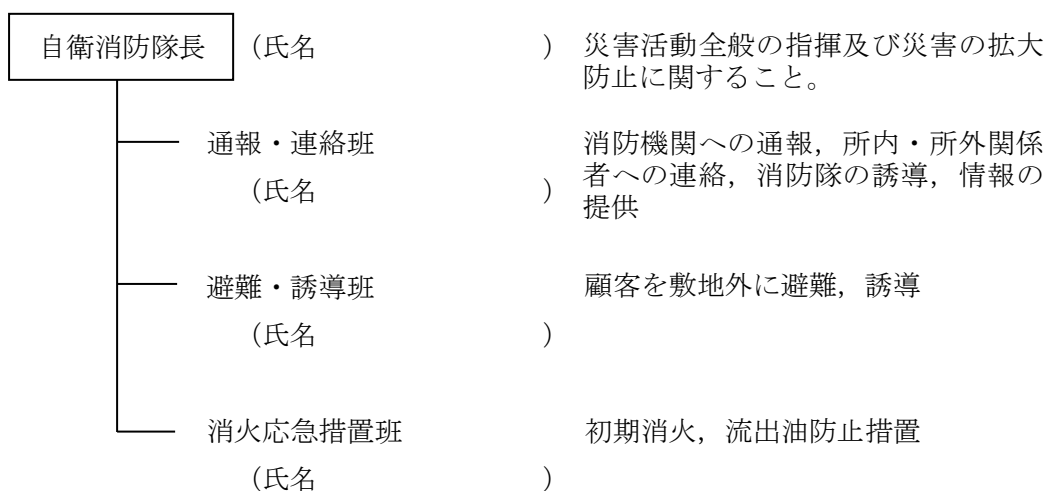 自衛消防隊長 (氏名 ) 災害活動全般の指揮及び災害の拡大
防止に関すること。
通報・連絡班 消防機関への通報，所内・所外関係
者への連絡，消防隊の誘導，情報の
(氏名 ) 提供
避難・誘導班 顧客を敷地外に避難，誘導
(氏名 )
消火応急措置班 初期消火，流出油防止措置
(氏名 )